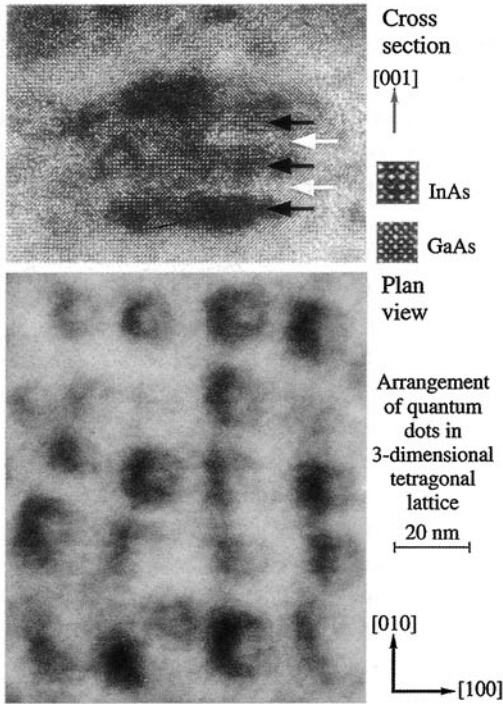 Cross
section
[001]
InAs
GaAs
Plan
view
Arrangement
of quantum
dots in
3-dimensional
tetragonal
lattice
20 nm
[010]
[100]